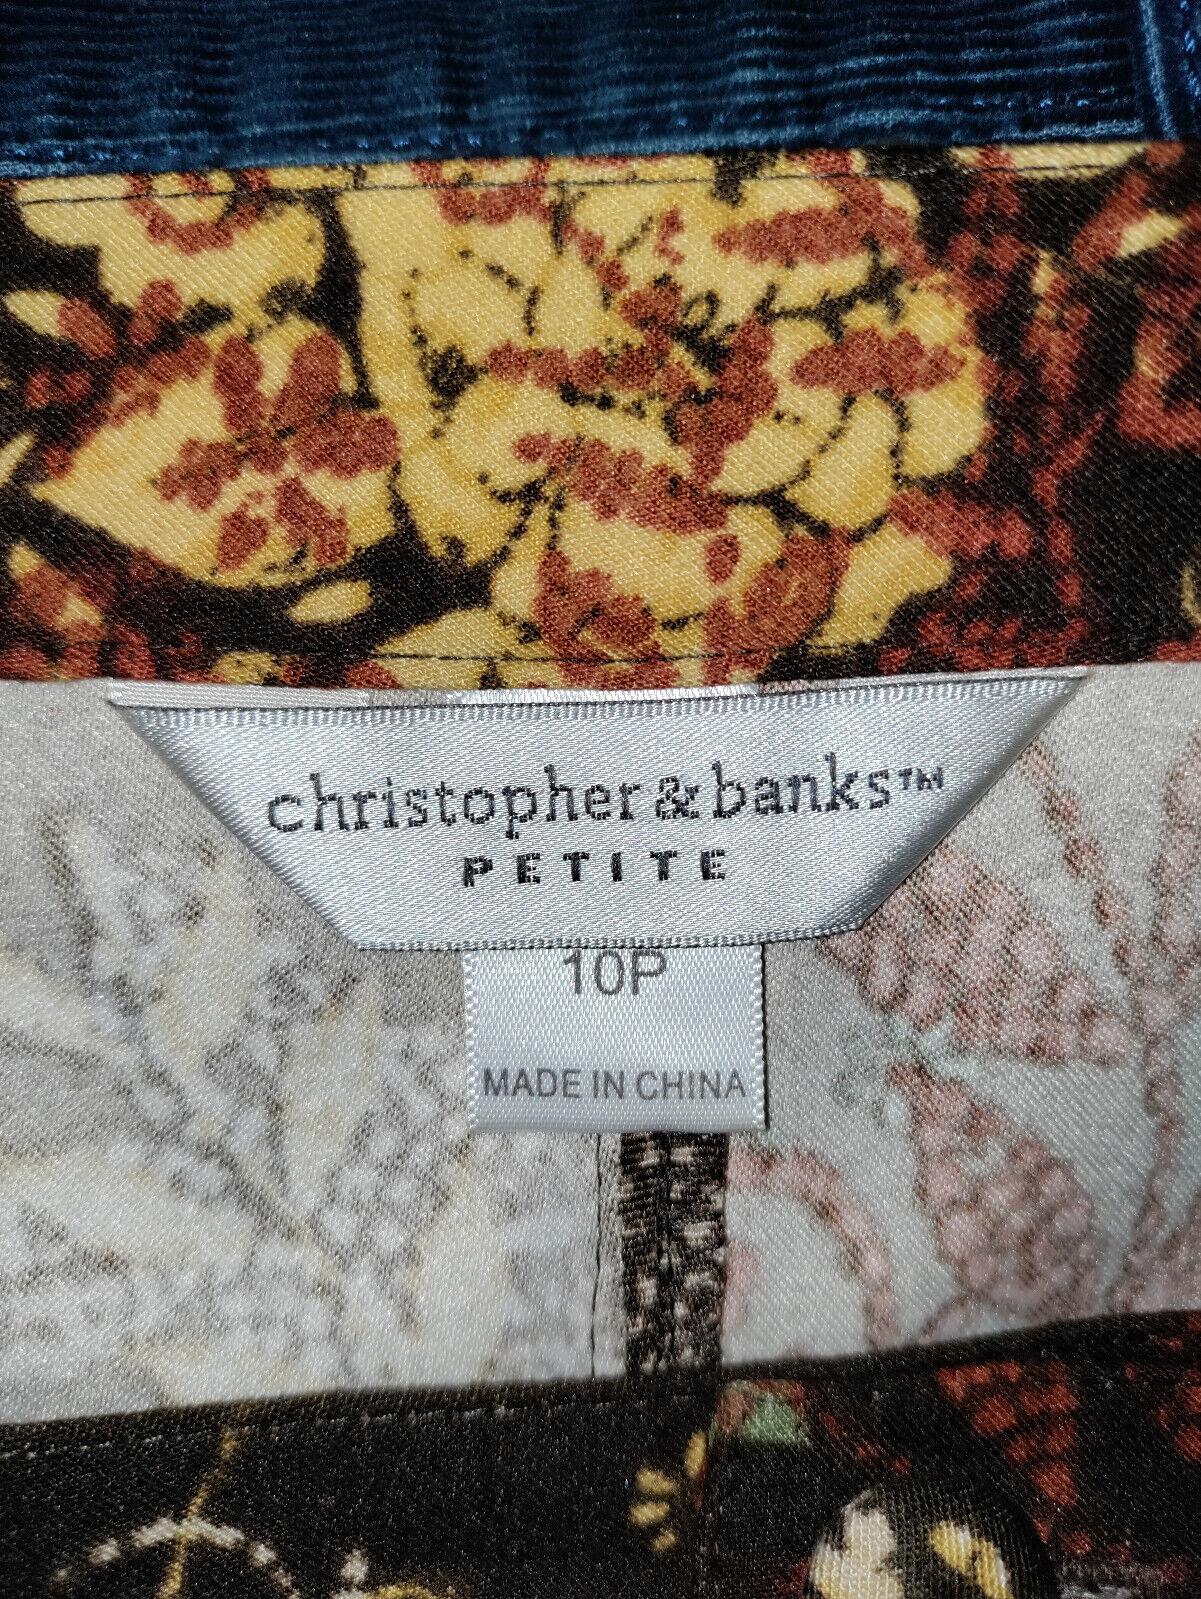 christopher & banks™
PETITE
10P
MADE IN CHINA